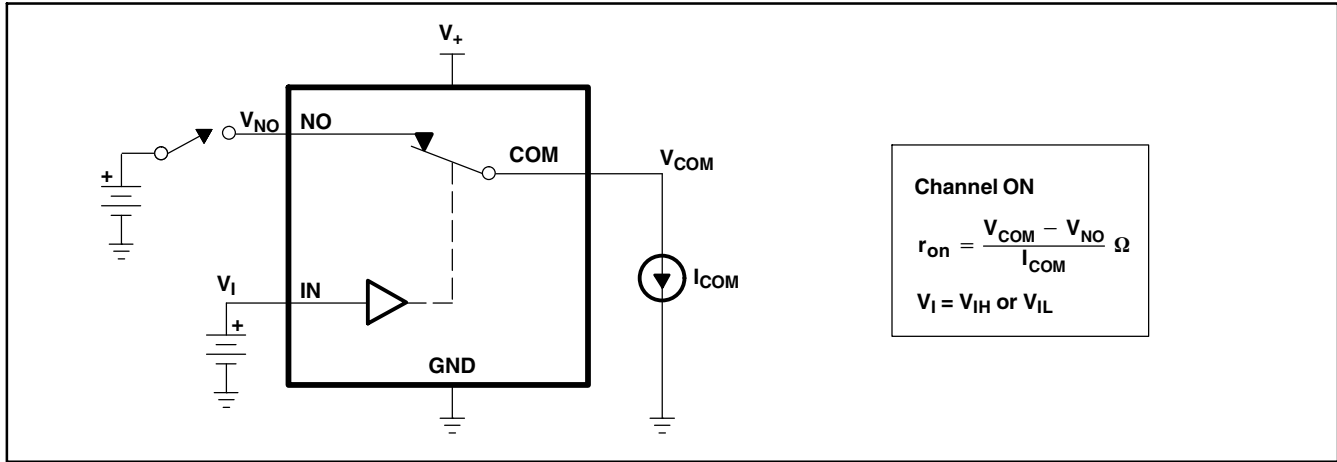 V+
VNO
NO
COM
VCOM
+
VI
IN
ICOM
+
GND
Channel ON
ron = VCOM – VNO / ICOM Ω
VI = VIH or VIL